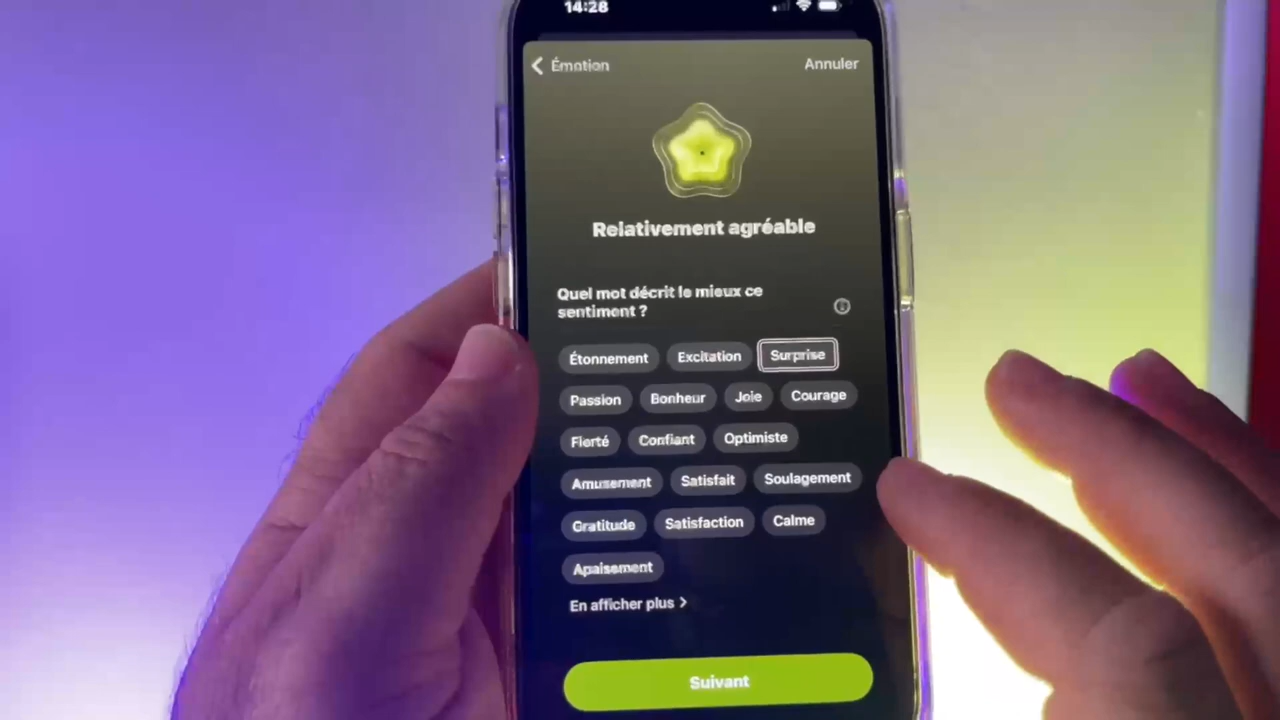 14:28
Émotion Annuler
Relativement agréable
Quel mot décrit le mieux ce
sentiment ?
Étonnement Excitation Surprise
Passion Bonheur Joie Courage
Fierté Confiant Optimiste
Amusement Satisfait Soulagement
Gratitude Satisfaction Calme
Apaisement
En afficher plus >
Suivant